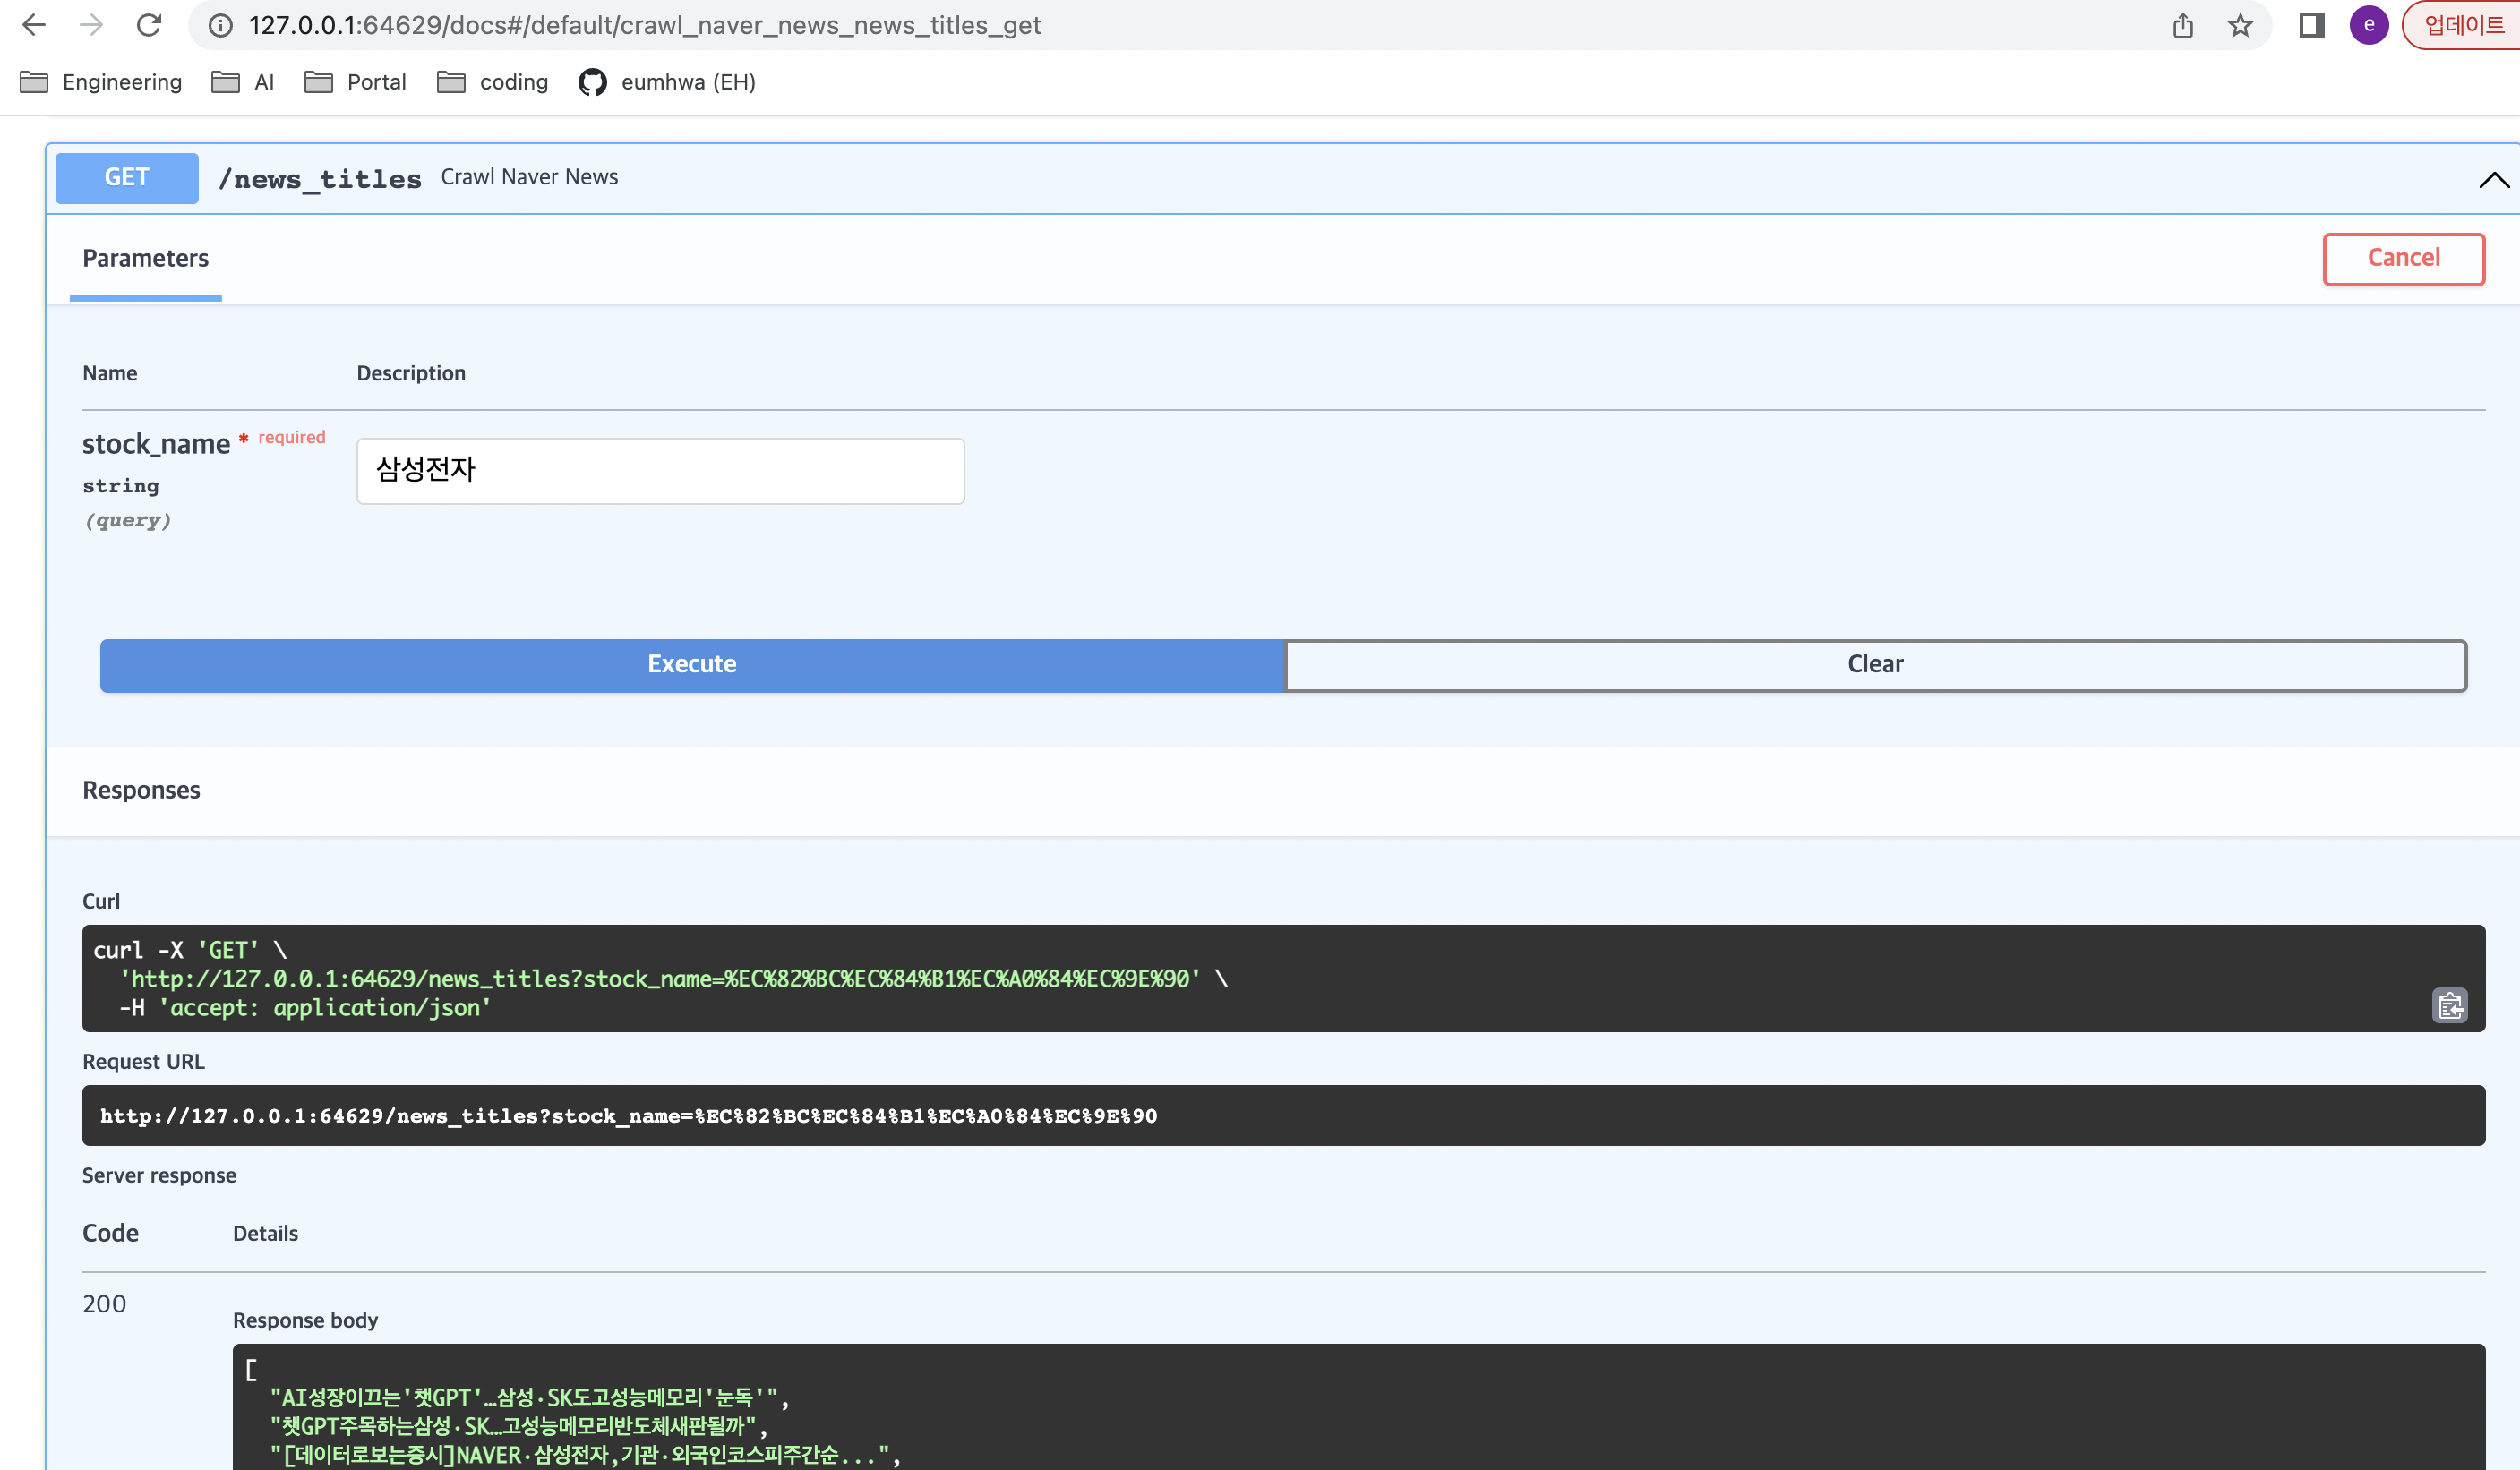 127.0.0.1:64629/docs#/default/crawl_naver_news_news_titles_get
e
업데이트
Engineering AI Portal coding eumhwa (EH)
GET /news_titles Crawl Naver News
Parameters
Cancel
Name Description
stock_name * required
삼성전자
string
(query)
Execute Clear
Responses
Curl
curl -X 'GET' \
'http://127.0.0.1:64629/news_titles?stock_name=%EC%82%BC%EC%84%B1%EC%A0%84%EC%9E%90' \
-H 'accept: application/json'
Request URL
http://127.0.0.1:64629/news_titles?stock_name=%EC%82%BC%EC%84%B1%EC%A0%84%EC%9E%90
Server response
Code Details
200
Response body
[
"AI성장이끄는'챗GPT'…삼성·SK도고성능메모리'눈독'",
"챗GPT주목하는삼성·SK…고성능메모리반도체새판될까",
"[데이터로보는증시]NAVER·삼성전자,기관·외국인코스피주간순...",